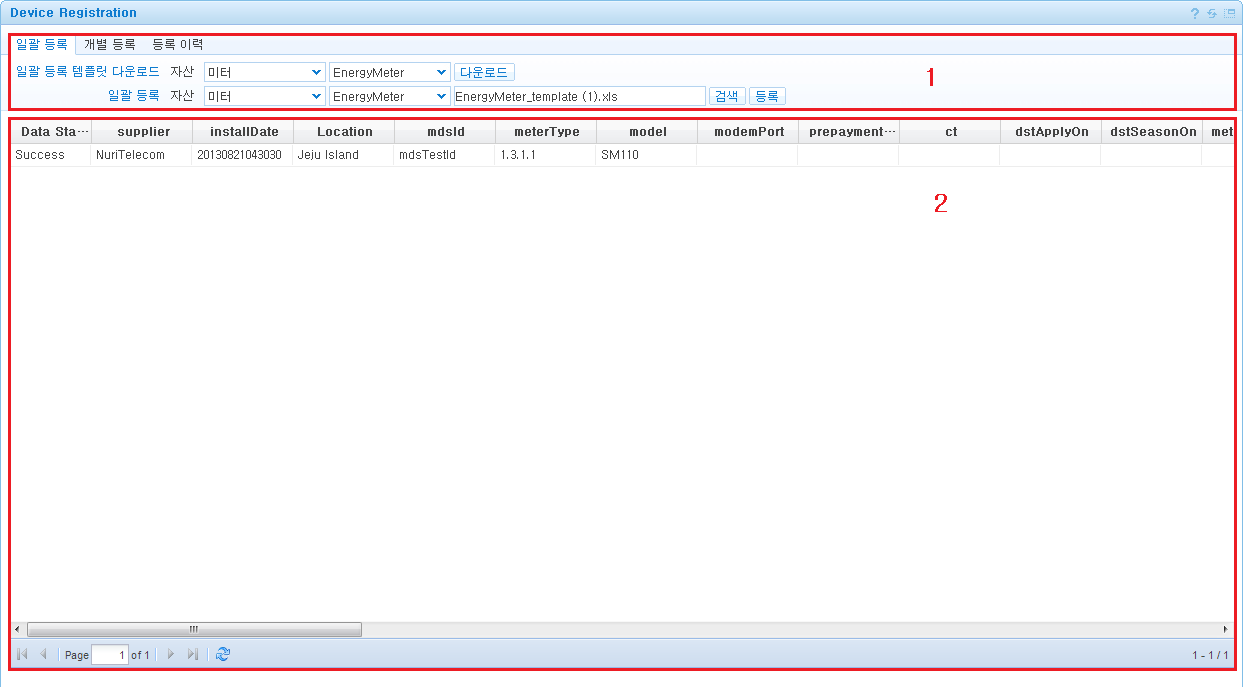 Device Registration
일괄 등록 개별 등록 등록 이력
일괄 등록 템플릿 다운로드 자산 미터 EnergyMeter 다운로드
1
일괄 등록 자산 미터 EnergyMeter EnergyMeter_template (1).xls 검색 등록
Data Sta··· supplier installDate Location mdsId meterType model modemPort prepayment··· ct dstApplyOn dstSeasonOn met
Success NuriTelecom 20130821043030 Jeju Island mdsTestId 1.3.1.1 SM110
2
Page 1 of 1 1 - 1 / 1